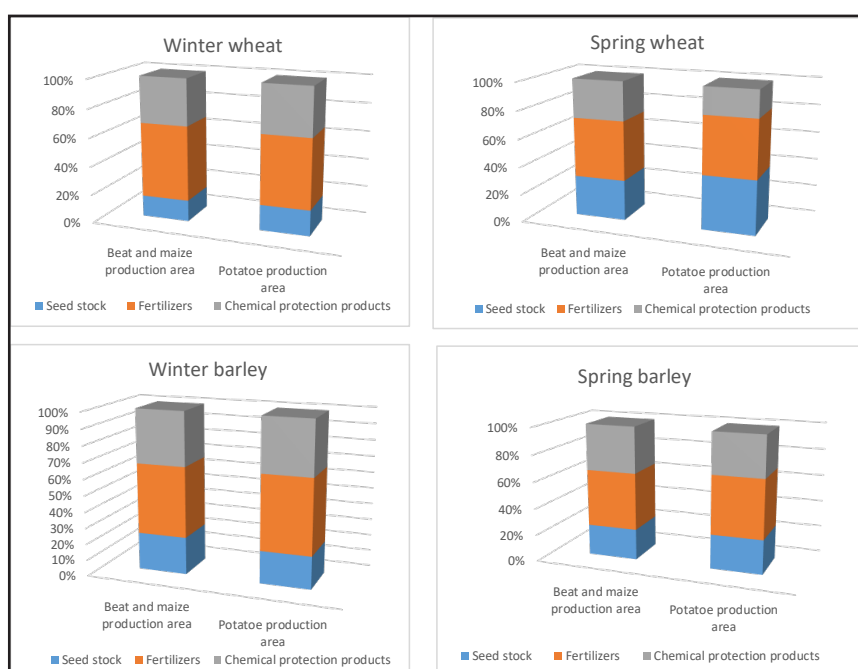 Winter wheat
100%
80%
60%
40%
20%
0%
Beat and maize
production area
Potatoe production
area
Seed stock Fertilizers Chemical protection products
Spring wheat
100%
80%
60%
40%
20%
0%
Beat and maize
production area
Potatoe production
area
Seed stock Fertilizers Chemical protection products
Winter barley
100%
90%
80%
70%
60%
50%
40%
30%
20%
10%
0%
Beat and maize
production area
Potatoe production
area
Seed stock Fertilizers Chemical protection products
Spring barley
100%
80%
60%
40%
20%
0%
Beat and maize
production area
Potatoe production
area
Seed stock Fertilizers Chemical protection products